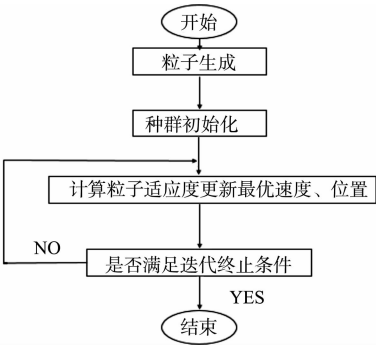 开始
粒子生成
种群初始化
计算粒子适应度更新最优速度、位置
NO
是否满足迭代终止条件
YES
结束